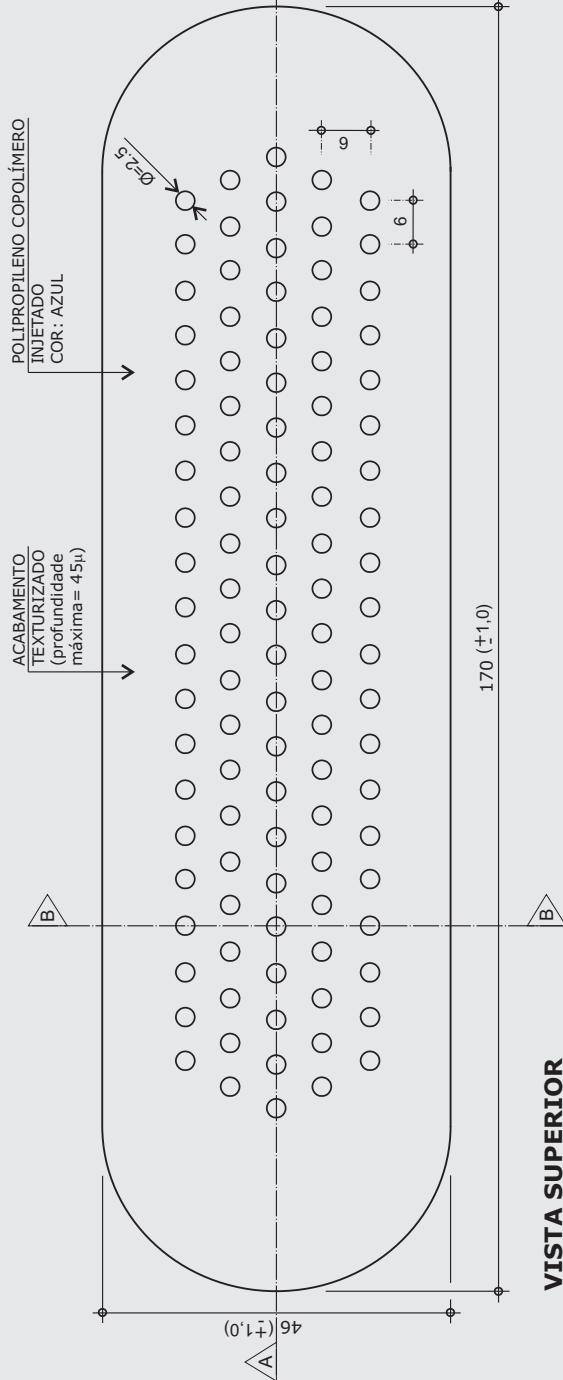 POLIPROPILENO COPOLÍMERO
INJETADO
COR: AZUL
ACABAMENTO
TEXTURIZADO
(profundidade
máxima= 45µ)
Ø=2.5
6
6
B
B
A
46 (±1,0)
170 (±1,0)
VISTA SUPERIOR